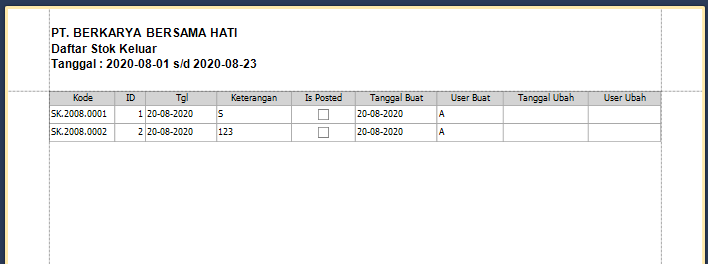 PT. BERKARYA BERSAMA HATI
Daftar Stok Keluar
Tanggal : 2020-08-01 s/d 2020-08-23
Kode ID Tgl Keterangan Is Posted Tanggal Buat User Buat Tanggal Ubah User Ubah
SK.2008.0001 1 20-08-2020 S 20-08-2020 A
SK.2008.0002 2 20-08-2020 123 20-08-2020 A